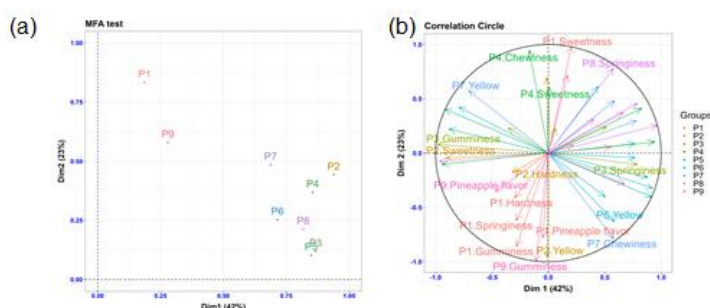 (a)
MFA test
1.00
0.75
0.50
0.25
0.00
Dim2 (23%)
P1
P9
P7
P2
P4
P6
P8
P3
0.00 0.25 0.50 0.75 1.00
Dim1 (42%)
(b)
Correlation Circle
1.0
0.5
0.0
-0.5
-1.0
Dim 2 (23%)
P1.Sweetness
P4.Chewiness
P8.Springiness
P7.Yellow
P4.Sweetness
P2.Sweetness
P3.Springiness
P2.Hardness
P9.Pineapple flavor
P1.Hardness
P6.Yellow
P1.Springiness
P1.Pineapple flavor
P7.Chewiness
P1.Gumminess
P2.Yellow
P9.Gumminess
-1.0 -0.5 0.0 0.5 1.0
Dim 1 (42%)
Groups
P1
P2
P3
P4
P5
P6
P7
P8
P9